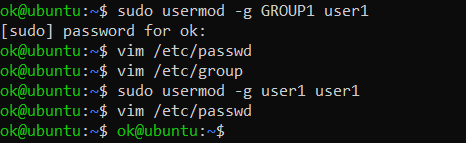 ok@ubuntu:~$ sudo usermod -g GROUP1 user1
[sudo] password for ok:
ok@ubuntu:~$ vim /etc/passwd
ok@ubuntu:~$ vim /etc/group
ok@ubuntu:~$ sudo usermod -g user1 user1
ok@ubuntu:~$ vim /etc/passwd
ok@ubuntu:~$ ok@ubuntu:~$